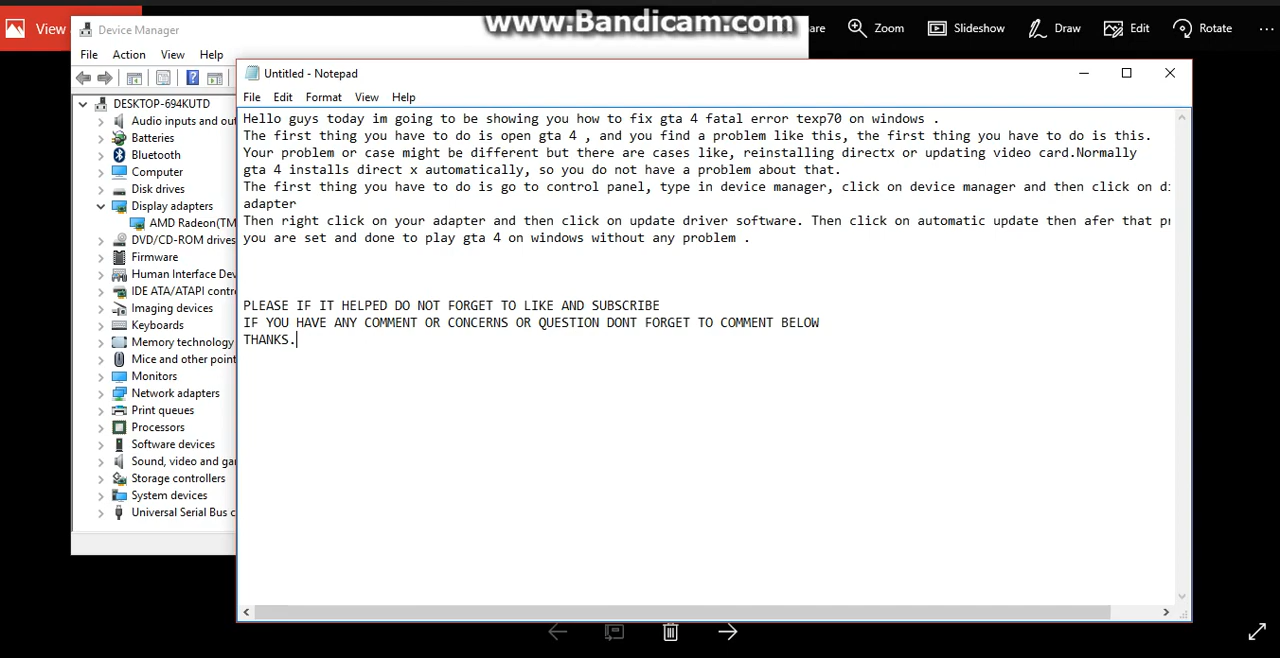 www.Bandicam.com
View
are
Zoom
Slideshow
Draw
Edit
Rotate
Device Manager
File Action View Help
DESKTOP-694KUTD
Audio inputs and out
Batteries
Bluetooth
Computer
Disk drives
Display adapters
AMD Radeon(TM
DVD/CD-ROM drives
Firmware
Human Interface Dev
IDE ATA/ATAPI contro
Imaging devices
Keyboards
Memory technology
Mice and other point
Monitors
Network adapters
Print queues
Processors
Software devices
Sound, video and gam
Storage controllers
System devices
Universal Serial Bus c
Untitled - Notepad
File Edit Format View Help
Hello guys today im going to be showing you how to fix gta 4 fatal error texp70 on windows .
The first thing you have to do is open gta 4 , and you find a problem like this, the first thing you have to do is this.
Your problem or case might be different but there are cases like, reinstalling directx or updating video card.Normally
gta 4 installs direct x automatically, so you do not have a problem about that.
The first thing you have to do is go to control panel, type in device manager, click on device manager and then click on di
adapter
Then right click on your adapter and then click on update driver software. Then click on automatic update then afer that pr
you are set and done to play gta 4 on windows without any problem .
PLEASE IF IT HELPED DO NOT FORGET TO LIKE AND SUBSCRIBE
IF YOU HAVE ANY COMMENT OR CONCERNS OR QUESTION DONT FORGET TO COMMENT BELOW
THANKS.